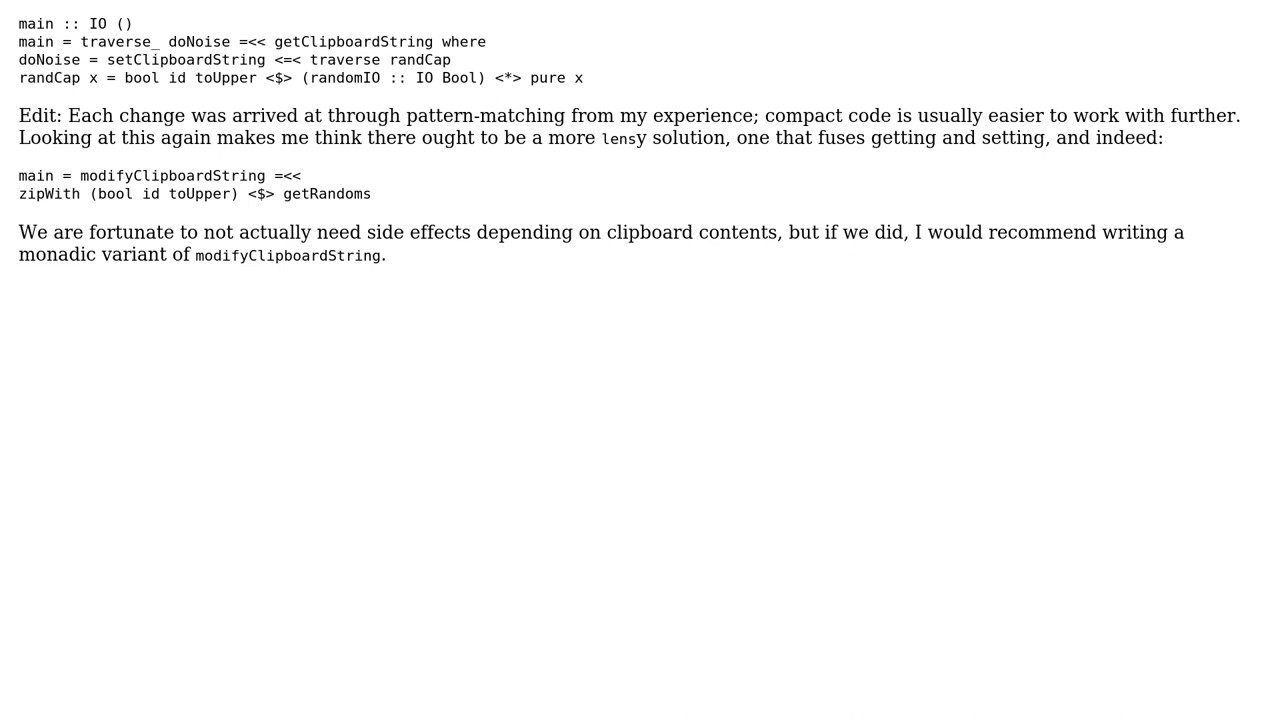 main :: IO ()
main = traverse_ doNoise =<< getClipboardString where
doNoise = setClipboardString <=< traverse randCap
randCap x = bool id toUpper <$> (randomIO :: IO Bool) <*> pure x
Edit: Each change was arrived at through pattern-matching from my experience; compact code is usually easier to work with further.
Looking at this again makes me think there ought to be a more lensy solution, one that fuses getting and setting, and indeed:
main = modifyClipboardString =<<
zipWith (bool id toUpper) <$> getRandoms
We are fortunate to not actually need side effects depending on clipboard contents, but if we did, I would recommend writing a
monadic variant of modifyClipboardString.